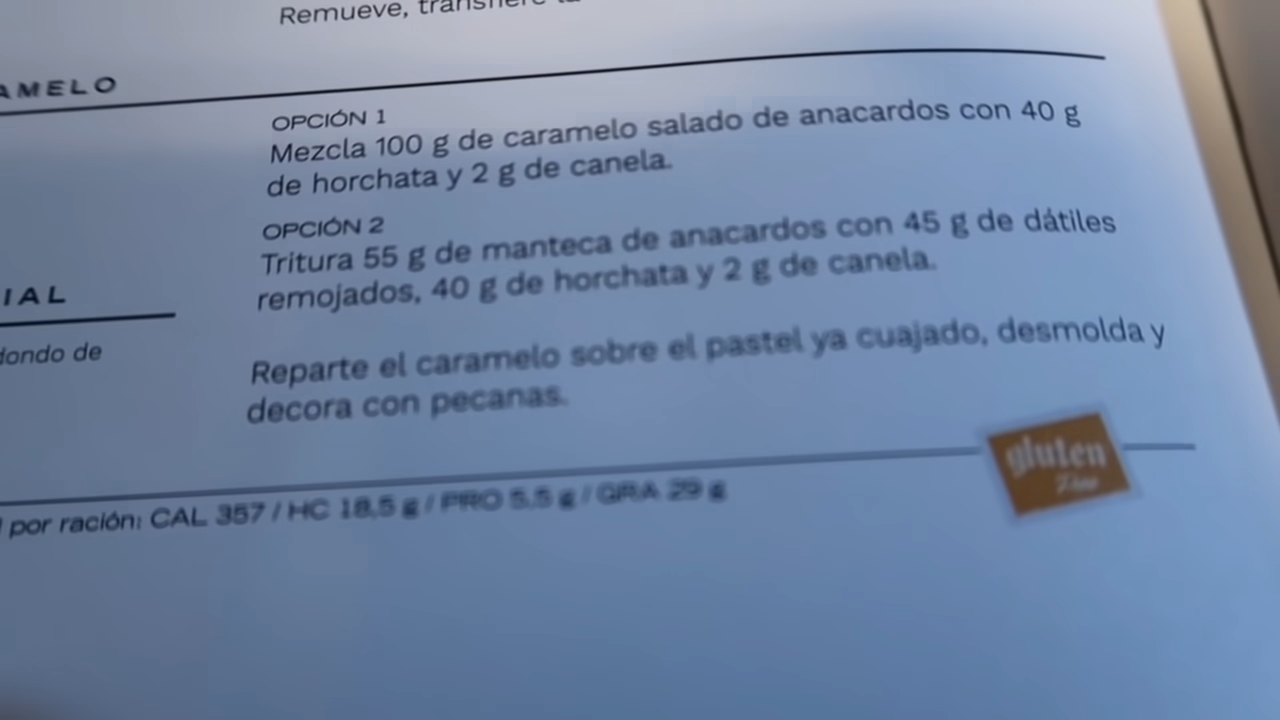 Remueve, transfiere la
AMELO
OPCIÓN 1
Mezcla 100 g de caramelo salado de anacardos con 40 g
de horchata y 2 g de canela.
OPCIÓN 2
Tritura 55 g de manteca de anacardos con 45 g de dátiles
remojados, 40 g de horchata y 2 g de canela.
IAL
dondo de
Reparte el caramelo sobre el pastel ya cuajado, desmolda y
decora con pecanas.
gluten
Free
l por ración: CAL 357 / HC 18,5 g / PRO 5,5 g / GRA 29 g